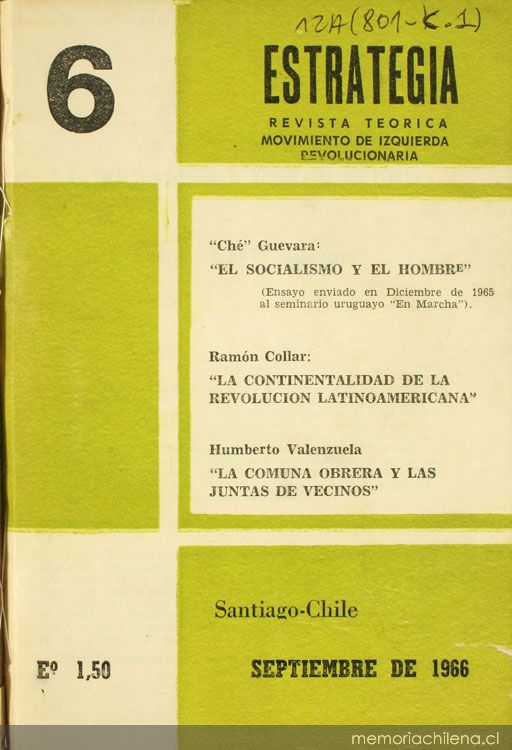 12A(801-K.1)
6
ESTRATEGIA
REVISTA TEORICA
MOVIMIENTO DE IZQUIERDA
REVOLUCIONARIA
"Ché" Guevara:
"EL SOCIALISMO Y EL HOMBRE"
(Ensayo enviado en Diciembre de 1965
al seminario uruguayo "En Marcha").
Ramón Collar:
"LA CONTINENTALIDAD DE LA
REVOLUCION LATINOAMERICANA"
Humberto Valenzuela
"LA COMUNA OBRERA Y LAS
JUNTAS DE VECINOS"
Santiago-Chile
Eº 1,50
SEPTIEMBRE DE 1966
memoriachilena.cl